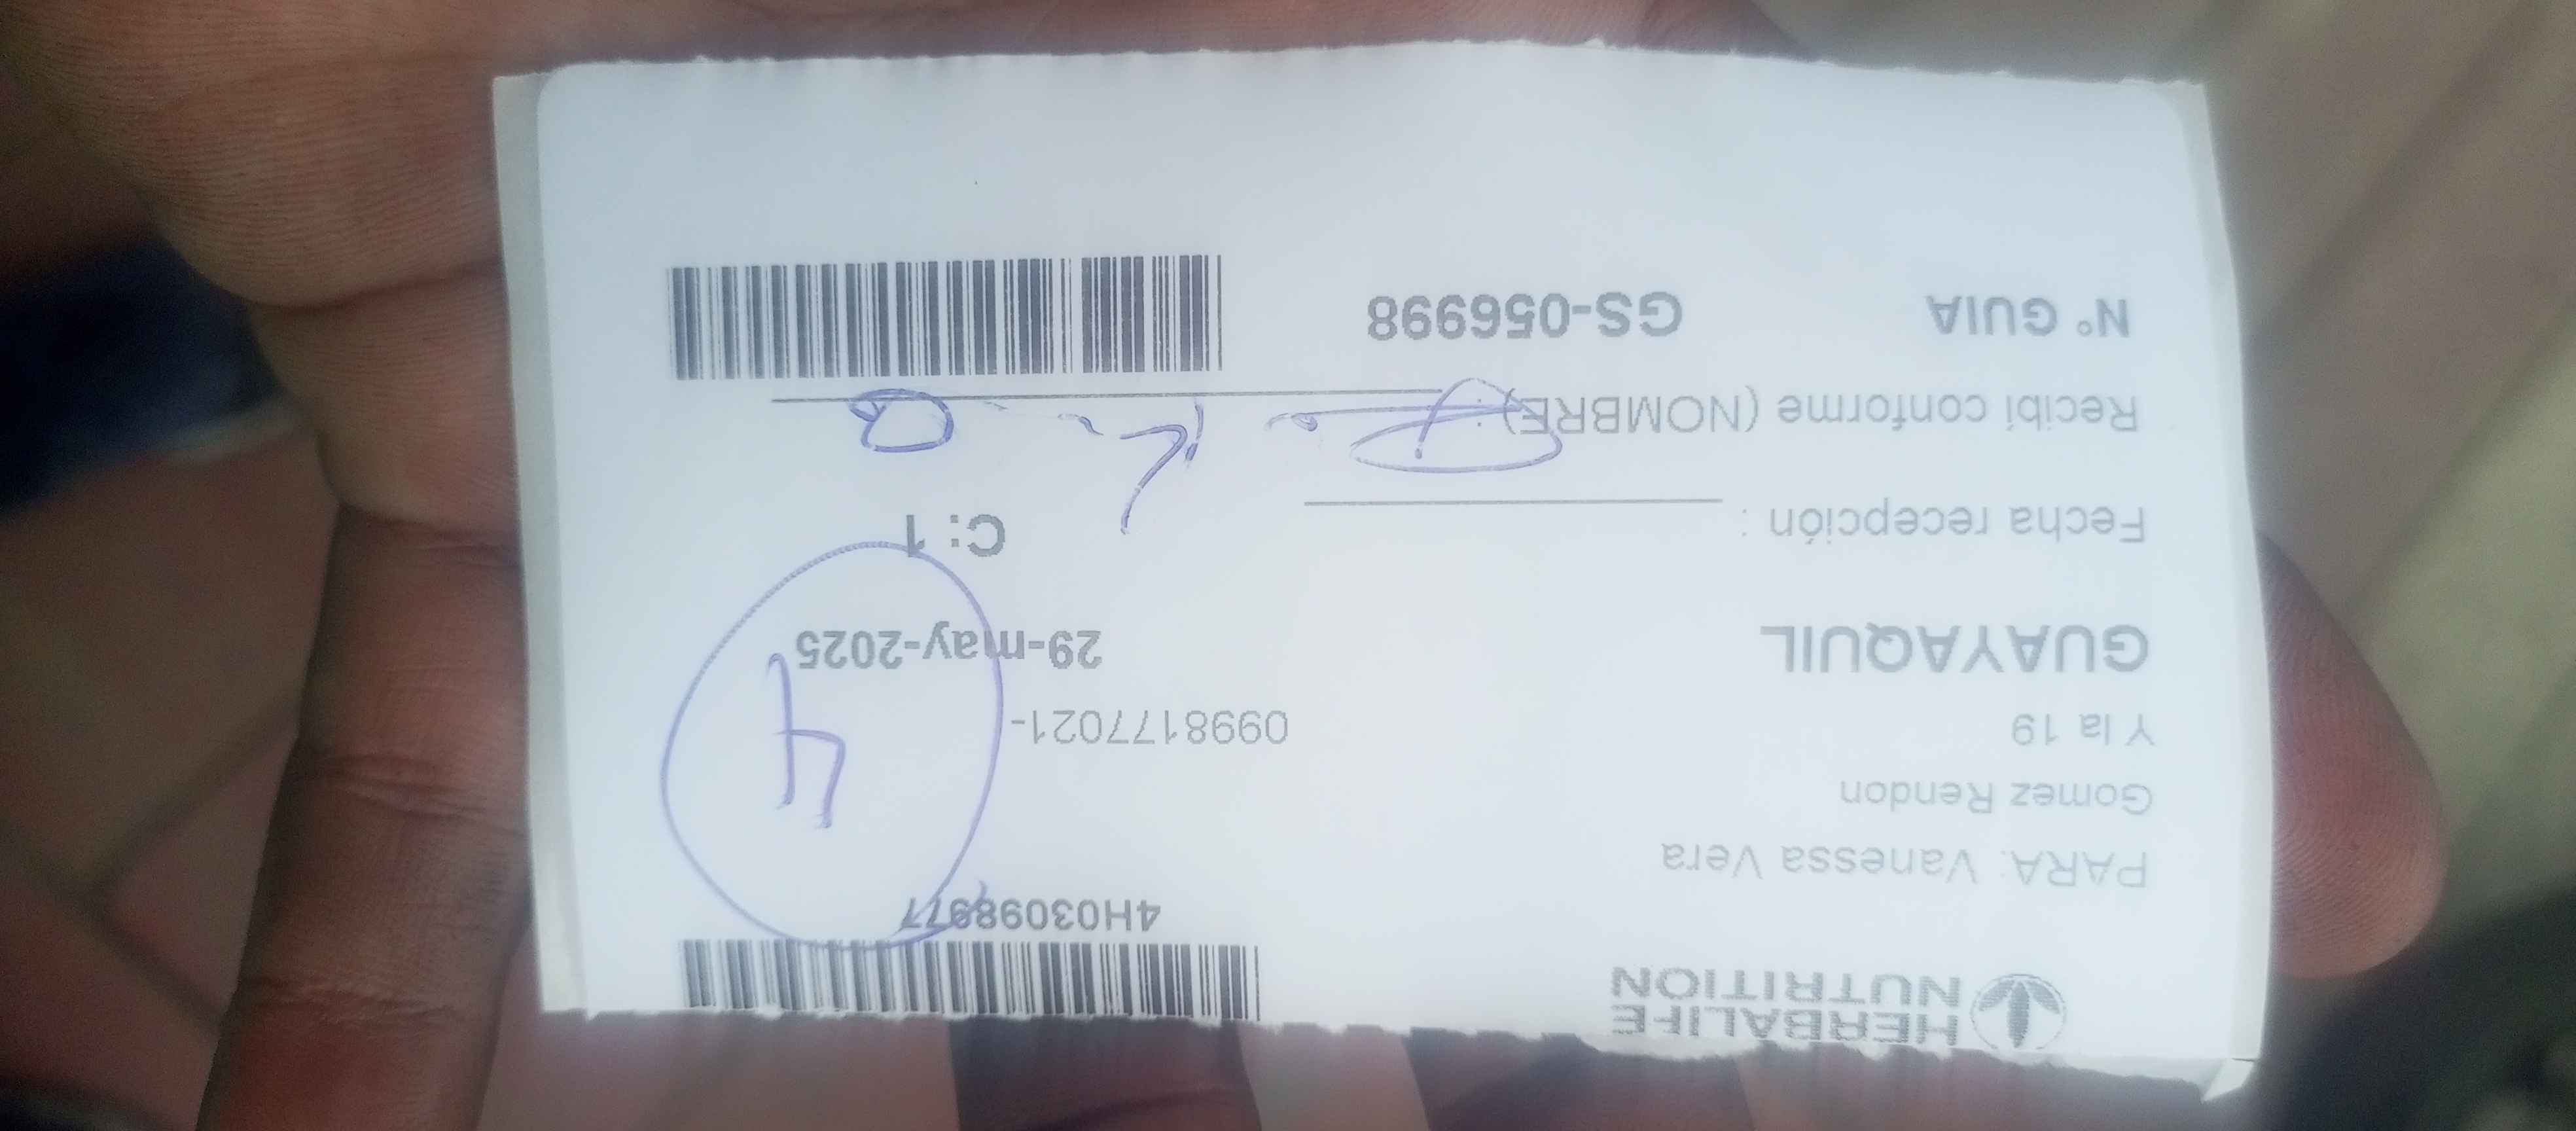 HERBALIFE
NUTRITION
4H03098977
PARA: Vanessa Vera
Gomez Rendon
Y la 19
0998177021-
4
GUAYAQUIL
29-may-2025
C: 1
Fecha recepción :
Recibí conforme (NOMBRE) :
N° GUIA GS-056998